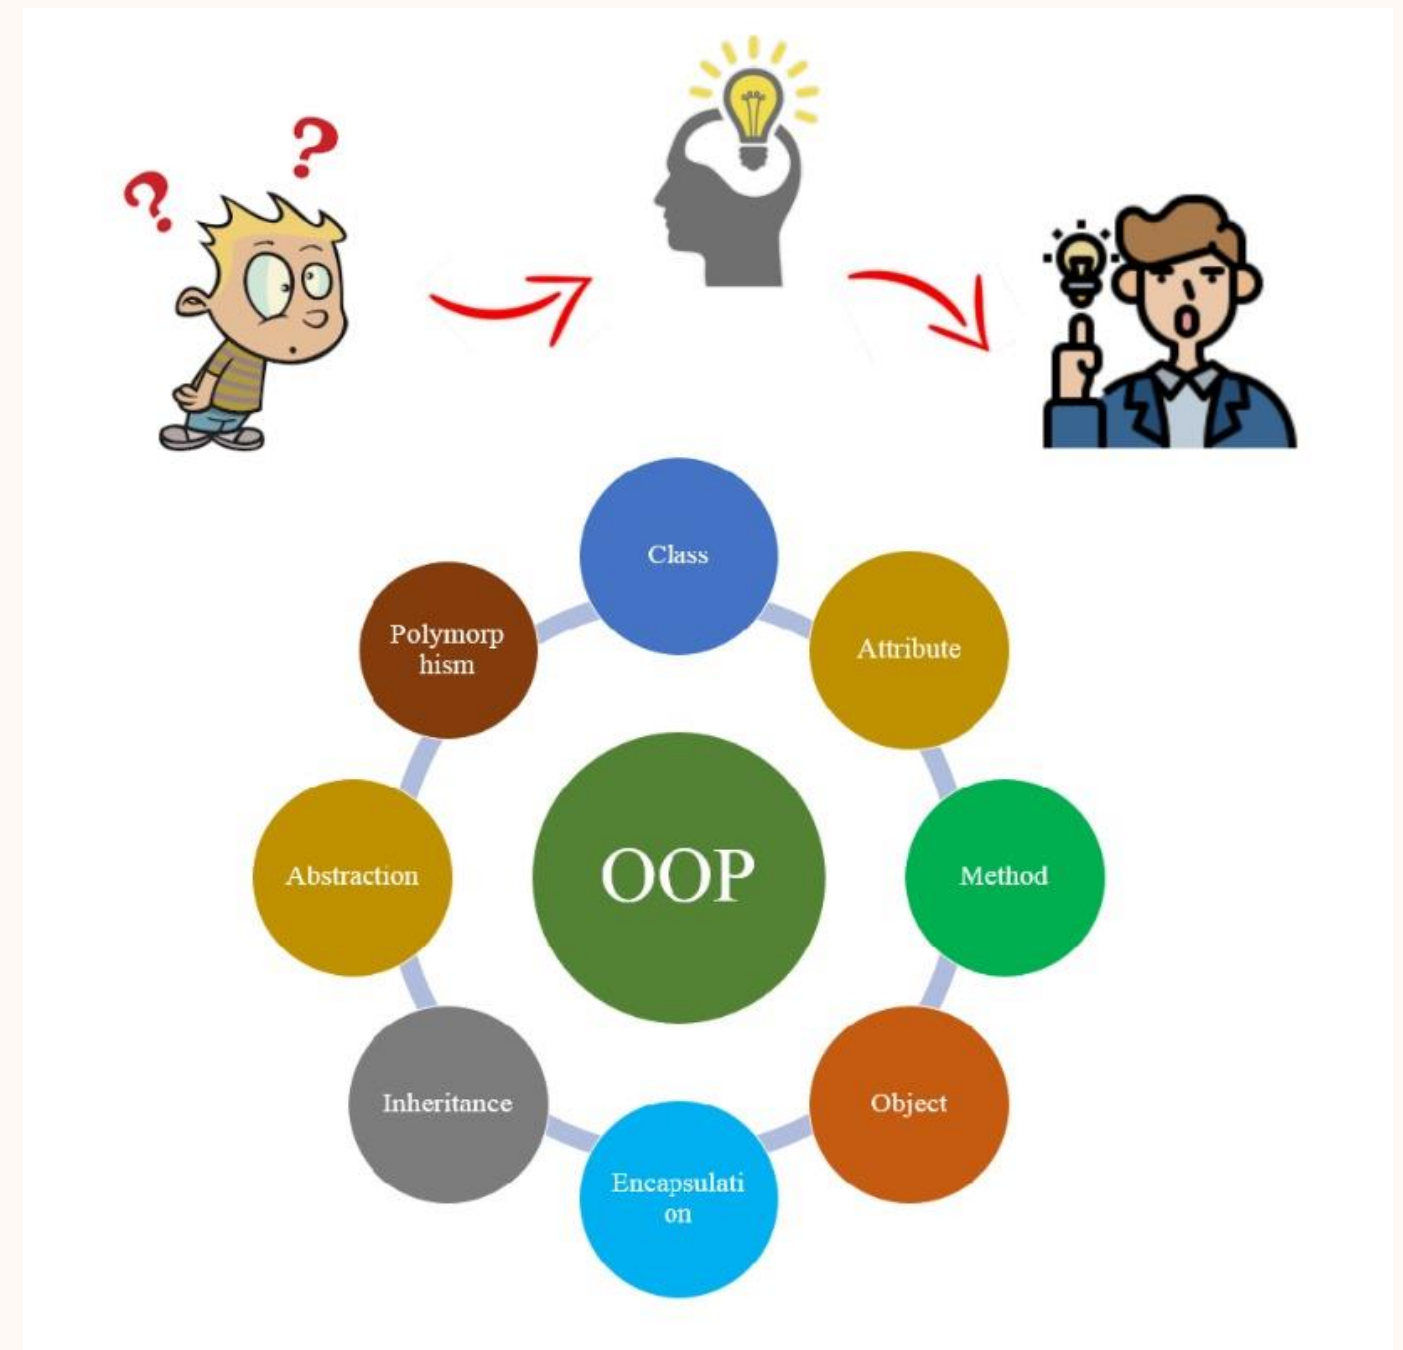 ?
?
Class
Polymorp
hism
Attribute
Abstraction
OOP
Method
Inheritance
Object
Encapsulati
on